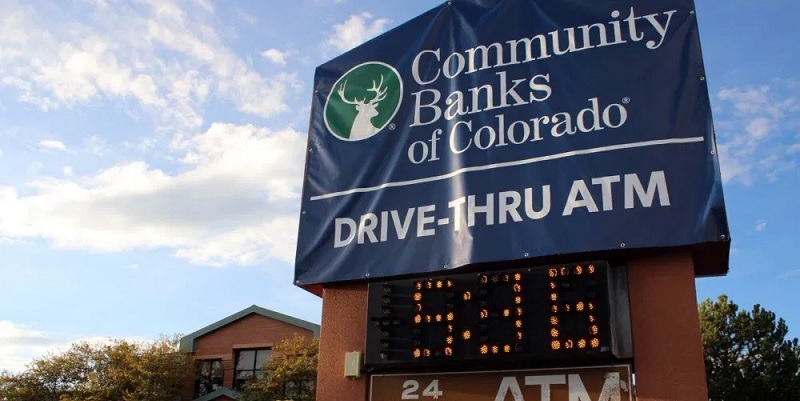 Community
Banks
of Colorado®
DRIVE-THRU ATM
24 ATM